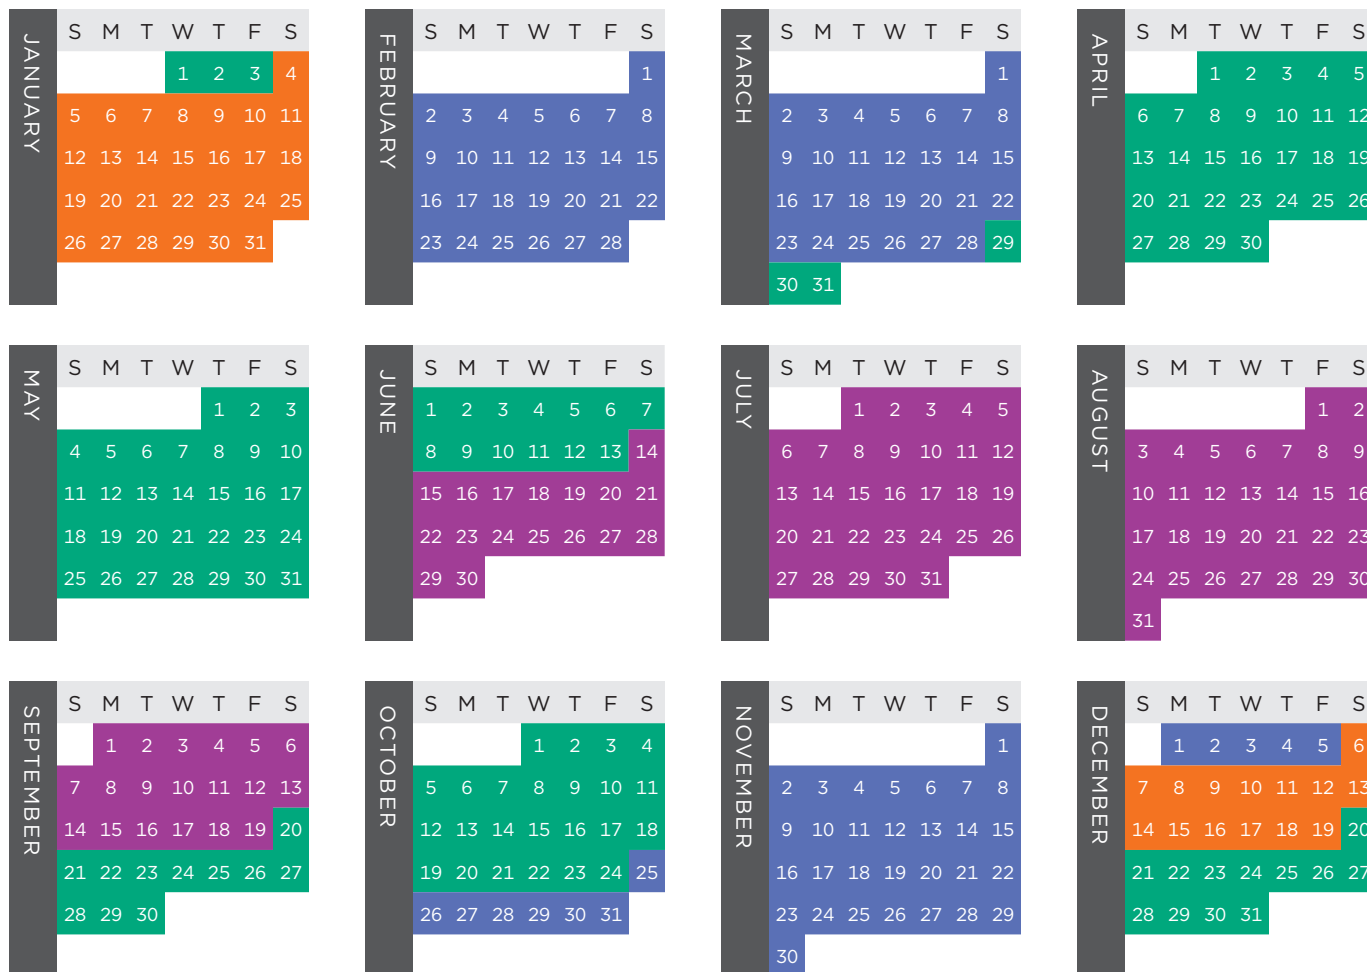 JANUARY
S M T W T F S
1 2 3 4
5 6 7 8 9 10 11
12 13 14 15 16 17 18
19 20 21 22 23 24 25
26 27 28 29 30 31
FEBRUARY
S M T W T F S
1
2 3 4 5 6 7 8
9 10 11 12 13 14 15
16 17 18 19 20 21 22
23 24 25 26 27 28
MARCH
S M T W T F S
1
2 3 4 5 6 7 8
9 10 11 12 13 14 15
16 17 18 19 20 21 22
23 24 25 26 27 28 29
30 31
APRIL
S M T W T F S
1 2 3 4 5
6 7 8 9 10 11 12
13 14 15 16 17 18 19
20 21 22 23 24 25 26
27 28 29 30
MAY
S M T W T F S
1 2 3
4 5 6 7 8 9 10
11 12 13 14 15 16 17
18 19 20 21 22 23 24
25 26 27 28 29 30 31
JUNE
S M T W T F S
1 2 3 4 5 6 7
8 9 10 11 12 13 14
15 16 17 18 19 20 21
22 23 24 25 26 27 28
29 30
JULY
S M T W T F S
1 2 3 4 5
6 7 8 9 10 11 12
13 14 15 16 17 18 19
20 21 22 23 24 25 26
27 28 29 30 31
AUGUST
S M T W T F S
1 2
3 4 5 6 7 8 9
10 11 12 13 14 15 16
17 18 19 20 21 22 23
24 25 26 27 28 29 30
31
SEPTEMBER
S M T W T F S
1 2 3 4 5 6
7 8 9 10 11 12 13
14 15 16 17 18 19 20
21 22 23 24 25 26 27
28 29 30
OCTOBER
S M T W T F S
1 2 3 4
5 6 7 8 9 10 11
12 13 14 15 16 17 18
19 20 21 22 23 24 25
26 27 28 29 30 31
NOVEMBER
S M T W T F S
1
2 3 4 5 6 7 8
9 10 11 12 13 14 15
16 17 18 19 20 21 22
23 24 25 26 27 28 29
30
DECEMBER
S M T W T F S
1 2 3 4 5 6
7 8 9 10 11 12 13
14 15 16 17 18 19 20
21 22 23 24 25 26 27
28 29 30 31